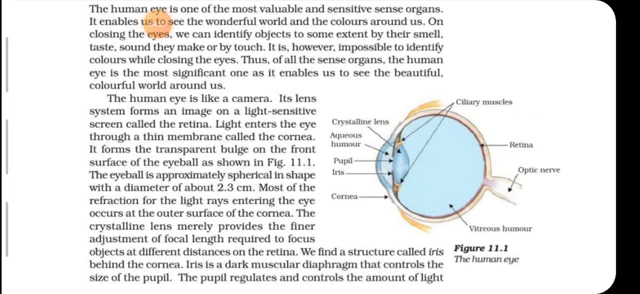 The human eye is one of the most valuable and sensitive sense organs.
It enables us to see the wonderful world and the colours around us. On
closing the eyes, we can identify objects to some extent by their smell,
taste, sound they make or by touch. It is, however, impossible to identify
colours while closing the eyes. Thus, of all the sense organs, the human
eye is the most significant one as it enables us to see the beautiful,
colourful world around us.
The human eye is like a camera. Its lens
system forms an image on a light-sensitive
screen called the retina. Light enters the eye
through a thin membrane called the cornea.
It forms the transparent bulge on the front
surface of the eyeball as shown in Fig. 11.1.
The eyeball is approximately spherical in shape
with a diameter of about 2.3 cm. Most of the
refraction for the light rays entering the eye
occurs at the outer surface of the cornea. The
crystalline lens merely provides the finer
adjustment of focal length required to focus
objects at different distances on the retina. We find a structure called iris
behind the cornea. Iris is a dark muscular diaphragm that controls the
size of the pupil. The pupil regulates and controls the amount of light
Ciliary muscles
Crystalline lens
Aqueous
humour
Pupil
Iris
Cornea
Retina
Optic nerve
Vitreous humour
Figure 11.1
The human eye